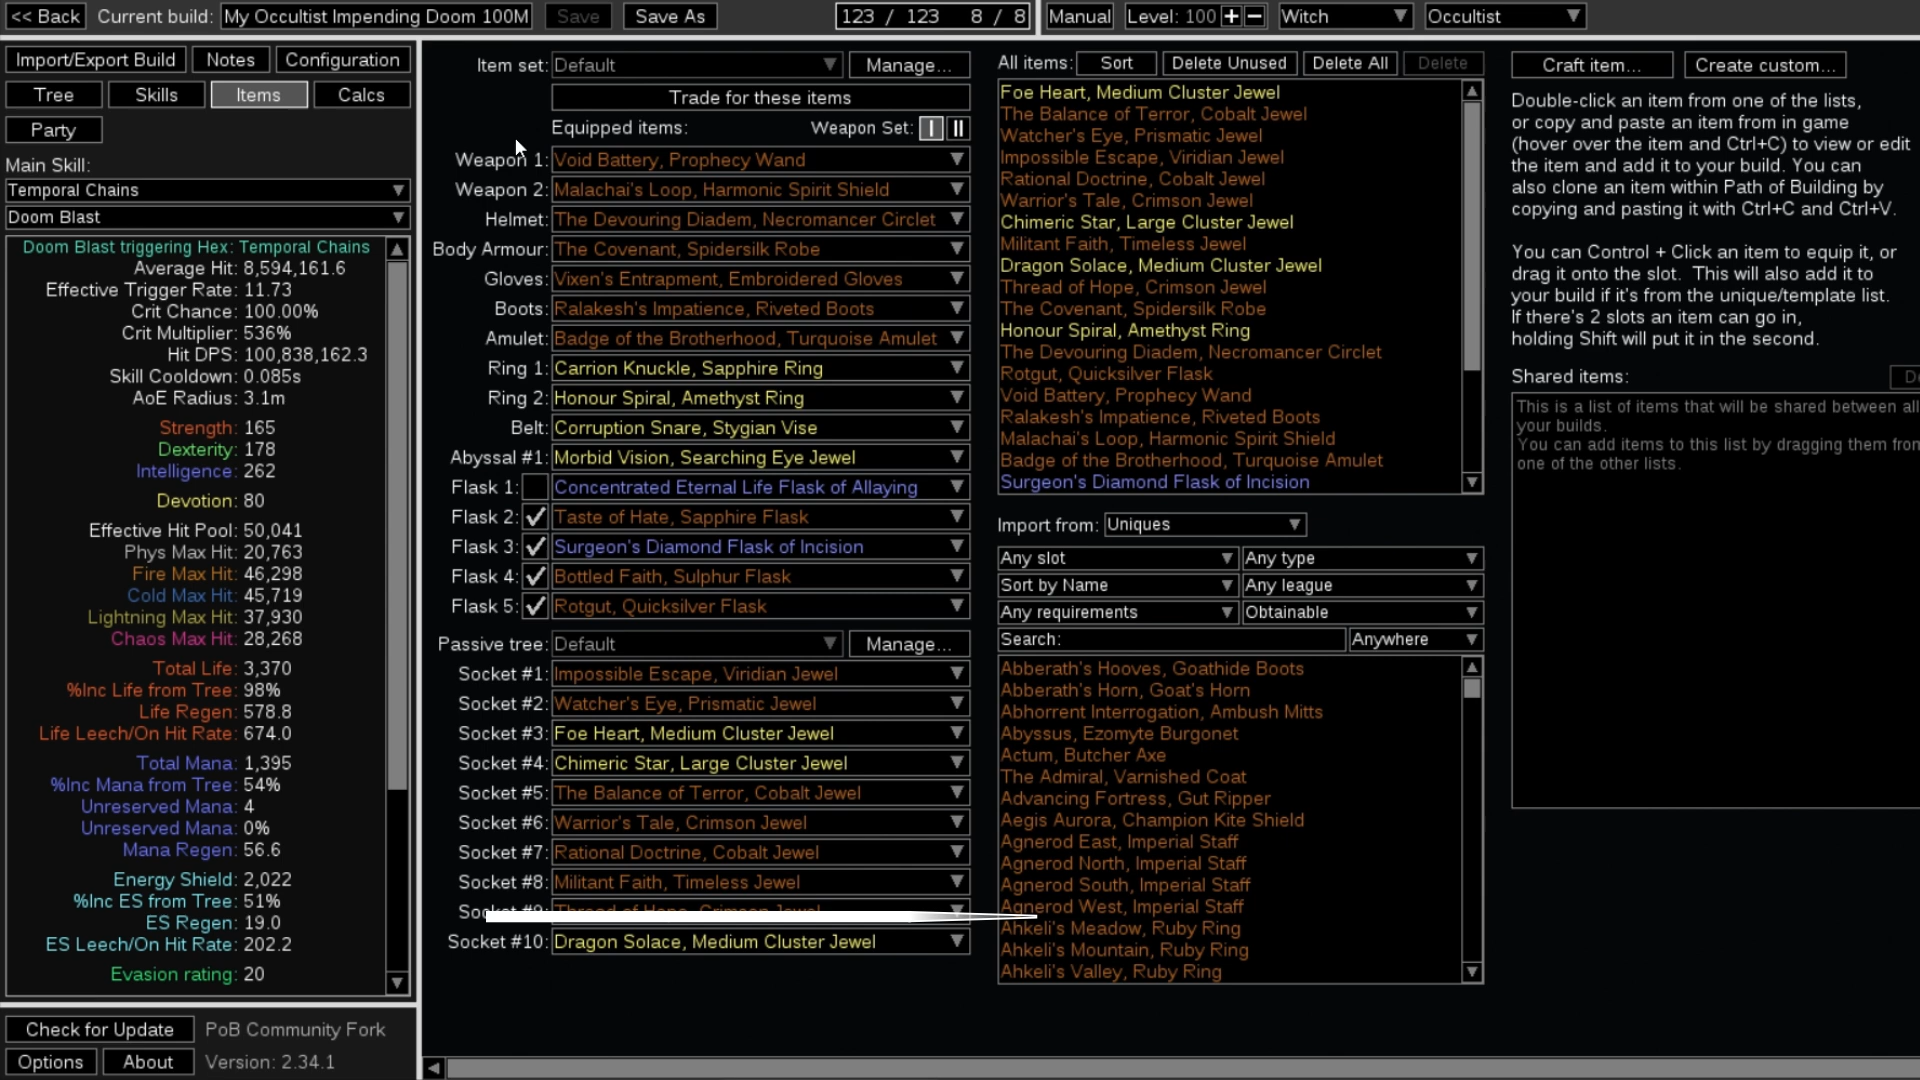 << Back
Current build: My Occultist Impending Doom 100M
Save
Save As
123 / 123 8 / 8
Manual
Level: 100 + −
Witch
Occultist
Import/Export Build
Notes
Configuration
Tree
Skills
Items
Calcs
Party
Main Skill:
Temporal Chains
Doom Blast
Doom Blast triggering Hex: Temporal Chains
Average Hit: 8,594,161.6
Effective Trigger Rate: 11.73
Crit Chance: 100.00%
Crit Multiplier: 536%
Hit DPS: 100,838,162.3
Skill Cooldown: 0.085s
AoE Radius: 3.1m
Strength: 165
Dexterity: 178
Intelligence: 262
Devotion: 80
Effective Hit Pool: 50,041
Phys Max Hit: 20,763
Fire Max Hit: 46,298
Cold Max Hit: 45,719
Lightning Max Hit: 37,930
Chaos Max Hit: 28,268
Total Life: 3,370
%Inc Life from Tree: 98%
Life Regen: 578.8
Life Leech/On Hit Rate: 674.0
Total Mana: 1,395
%Inc Mana from Tree: 54%
Unreserved Mana: 4
Unreserved Mana: 0%
Mana Regen: 56.6
Energy Shield: 2,022
%Inc ES from Tree: 51%
ES Regen: 19.0
ES Leech/On Hit Rate: 202.2
Evasion rating: 20
Check for Update
PoB Community Fork
Options
About
Version: 2.34.1
Item set: Default
Manage...
Trade for these items
Equipped items:
Weapon Set: I II
Weapon 1: Void Battery, Prophecy Wand
Weapon 2: Malachai's Loop, Harmonic Spirit Shield
Helmet: The Devouring Diadem, Necromancer Circlet
Body Armour: The Covenant, Spidersilk Robe
Gloves: Vixen's Entrapment, Embroidered Gloves
Boots: Ralakesh's Impatience, Riveted Boots
Amulet: Badge of the Brotherhood, Turquoise Amulet
Ring 1: Carrion Knuckle, Sapphire Ring
Ring 2: Honour Spiral, Amethyst Ring
Belt: Corruption Snare, Stygian Vise
Abyssal #1: Morbid Vision, Searching Eye Jewel
Flask 1: Concentrated Eternal Life Flask of Allaying
Flask 2: Taste of Hate, Sapphire Flask
Flask 3: Surgeon's Diamond Flask of Incision
Flask 4: Bottled Faith, Sulphur Flask
Flask 5: Rotgut, Quicksilver Flask
Passive tree: Default
Manage...
Socket #1: Impossible Escape, Viridian Jewel
Socket #2: Watcher's Eye, Prismatic Jewel
Socket #3: Foe Heart, Medium Cluster Jewel
Socket #4: Chimeric Star, Large Cluster Jewel
Socket #5: The Balance of Terror, Cobalt Jewel
Socket #6: Warrior's Tale, Crimson Jewel
Socket #7: Rational Doctrine, Cobalt Jewel
Socket #8: Militant Faith, Timeless Jewel
Socket #9: Thread of Hope, Crimson Jewel
Socket #10: Dragon Solace, Medium Cluster Jewel
All items:
Sort
Delete Unused
Delete All
Delete
Foe Heart, Medium Cluster Jewel
The Balance of Terror, Cobalt Jewel
Watcher's Eye, Prismatic Jewel
Impossible Escape, Viridian Jewel
Rational Doctrine, Cobalt Jewel
Warrior's Tale, Crimson Jewel
Chimeric Star, Large Cluster Jewel
Militant Faith, Timeless Jewel
Dragon Solace, Medium Cluster Jewel
Thread of Hope, Crimson Jewel
The Covenant, Spidersilk Robe
Honour Spiral, Amethyst Ring
The Devouring Diadem, Necromancer Circlet
Rotgut, Quicksilver Flask
Void Battery, Prophecy Wand
Ralakesh's Impatience, Riveted Boots
Malachai's Loop, Harmonic Spirit Shield
Badge of the Brotherhood, Turquoise Amulet
Surgeon's Diamond Flask of Incision
Import from: Uniques
Any slot
Any type
Sort by Name
Any league
Any requirements
Obtainable
Search:
Anywhere
Abberath's Hooves, Goathide Boots
Abberath's Horn, Goat's Horn
Abhorrent Interrogation, Ambush Mitts
Abyssus, Ezomyte Burgonet
Actum, Butcher Axe
The Admiral, Varnished Coat
Advancing Fortress, Gut Ripper
Aegis Aurora, Champion Kite Shield
Agnerod East, Imperial Staff
Agnerod North, Imperial Staff
Agnerod South, Imperial Staff
Agnerod West, Imperial Staff
Ahkeli's Meadow, Ruby Ring
Ahkeli's Mountain, Ruby Ring
Ahkeli's Valley, Ruby Ring
Craft item...
Create custom...
Double-click an item from one of the lists,
or copy and paste an item from in game
(hover over the item and Ctrl+C) to view or edit
the item and add it to your build. You can
also clone an item within Path of Building by
copying and pasting it with Ctrl+C and Ctrl+V.
You can Control + Click an item to equip it, or
drag it onto the slot. This will also add it to
your build if it's from the unique/template list.
If there's 2 slots an item can go in,
holding Shift will put it in the second.
Shared items:
This is a list of items that will be shared between all
your builds.
You can add items to this list by dragging them from
one of the other lists.